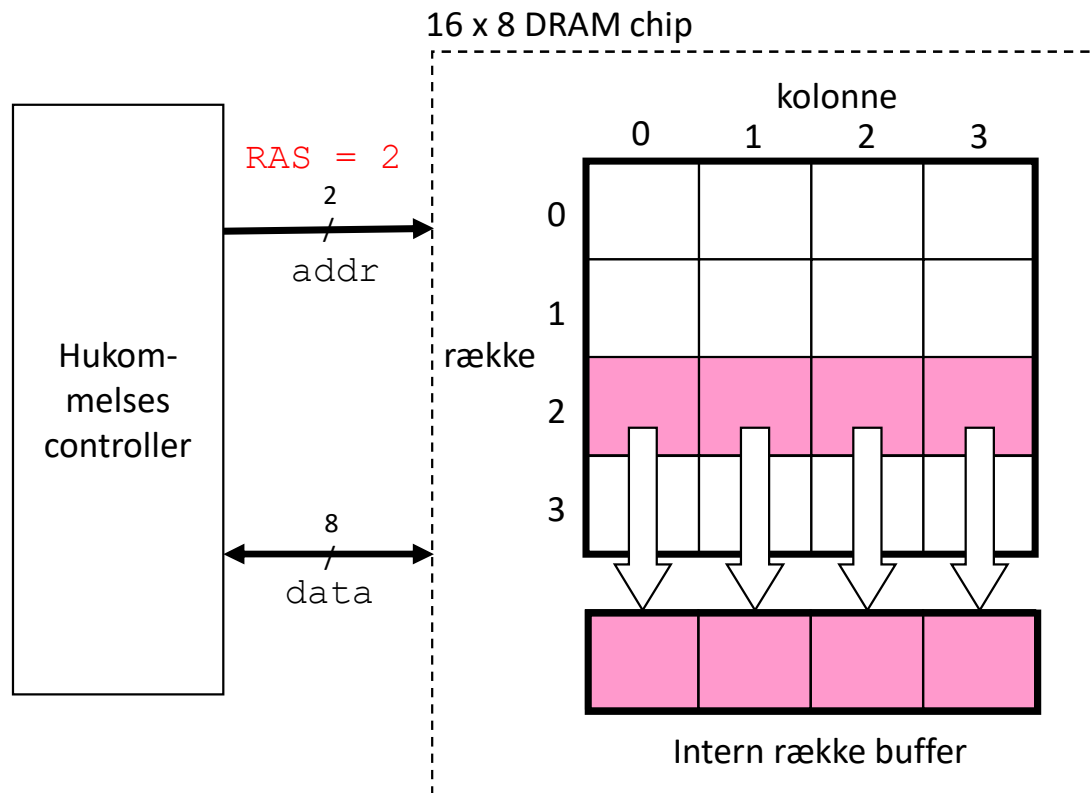 16 x 8 DRAM chip
kolonne
0 1 2 3
RAS = 2
2
addr
0
1
række
Hukom-
melses
controller
2
3
8
data
Intern række buffer